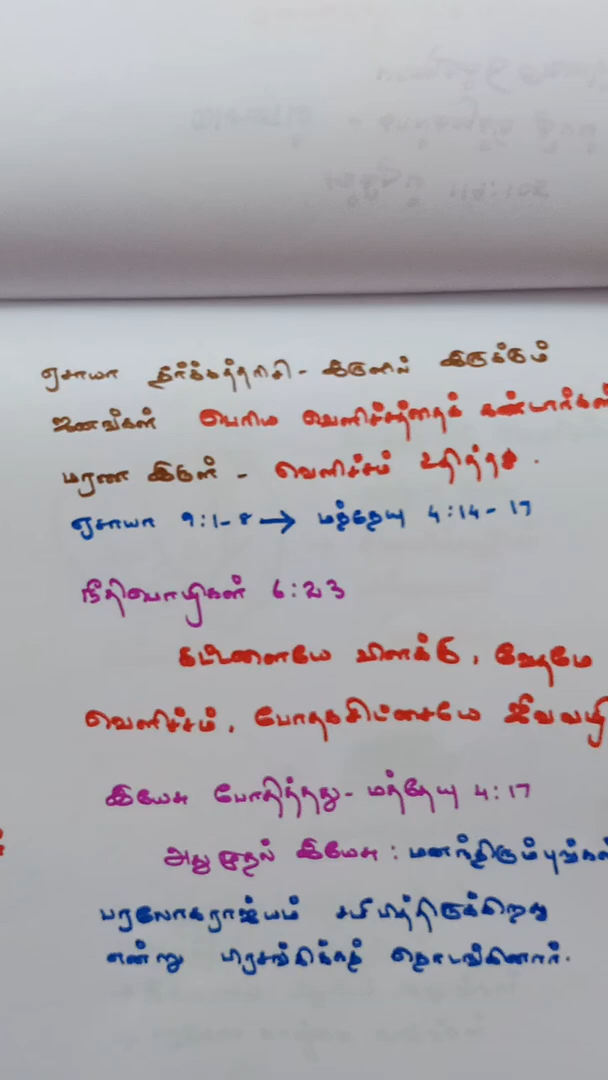 ஏசாயா தீர்க்கத்தரிசி - இருளில் இருக்கும்
ஜனங்கள் பெரிய வெளிச்சத்தைக் கண்டார்கள்
மரண இருள் - வெளிச்சம் உதித்தது.
ஏசாயா 9:1-8 → மத்தேயு 4:14-17
நீதிமொழிகள் 6:23
கட்டளையே விளக்கு, வேதமே
வெளிச்சம், போதகசிட்சையே ஜீவவழி
இயேசு போதித்தது - மத்தேயு 4:17
அது முதல் இயேசு: மனந்திரும்புங்கள்
பரலோகராஜ்யம் சமீபித்திருக்கிறது
என்று பிரசங்கிக்கத் தொடங்கினார்.